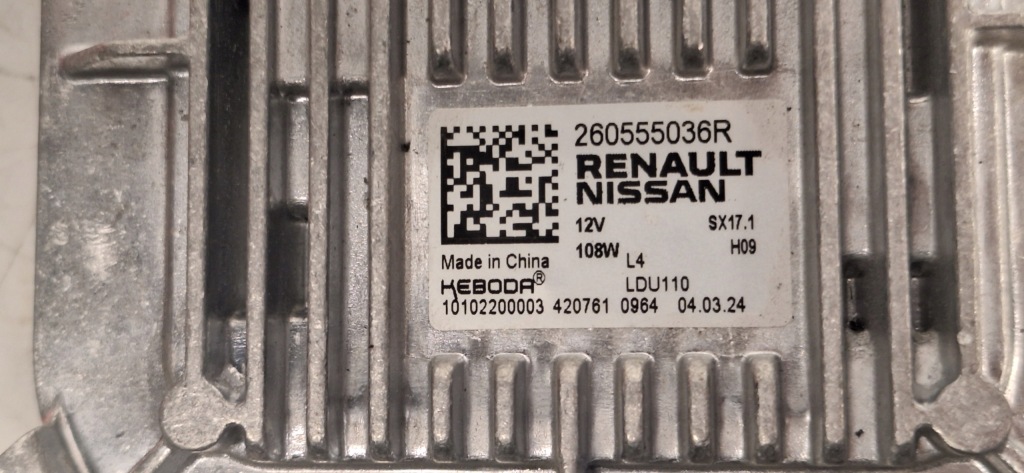 260555036R
RENAULT
NISSAN
12V SX17.1
108W L4 H09
Made in China
KEBODA® LDU110
10102200003 420761 0964 04.03.24